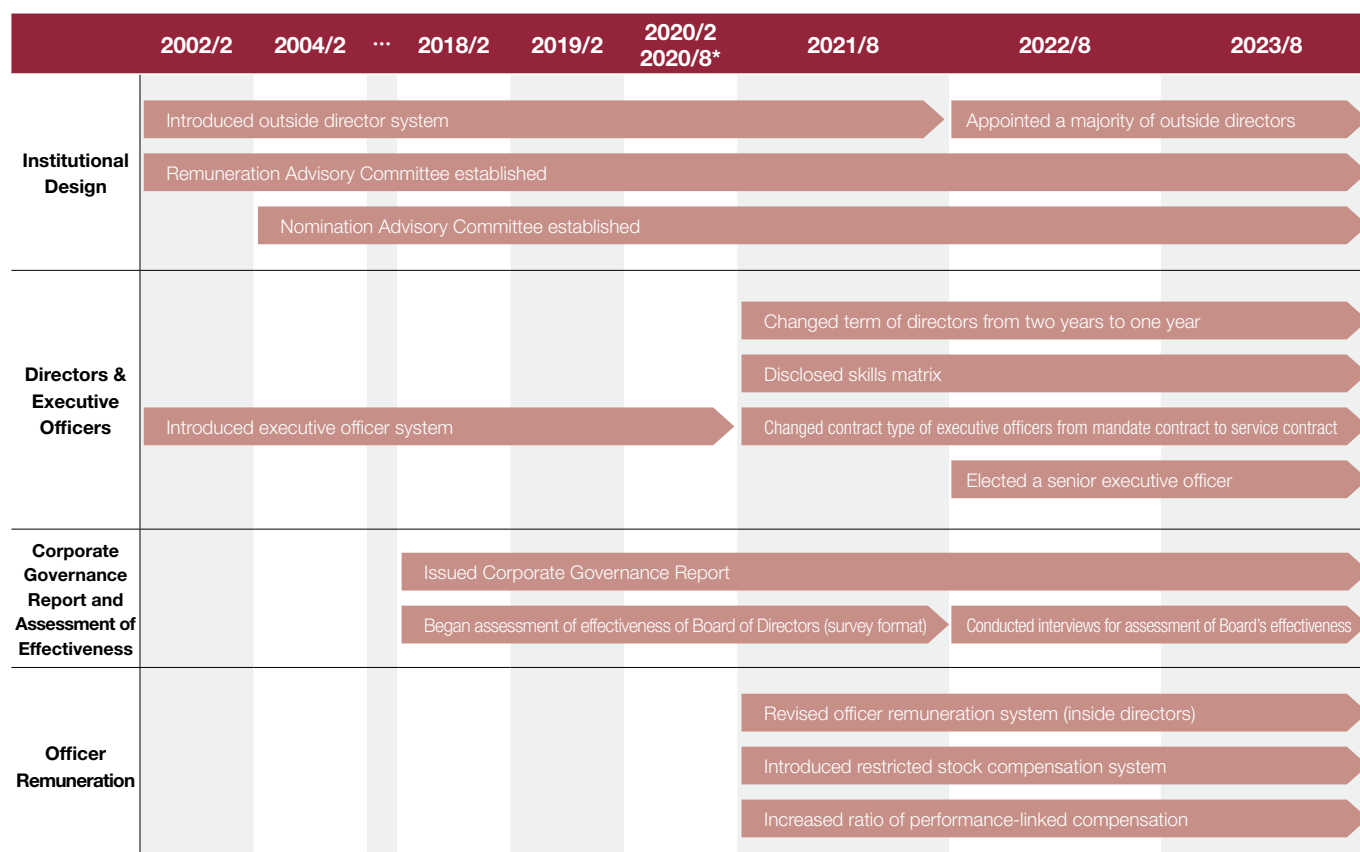 2002/2 2004/2 ... 2018/2 2019/2 2020/2 2020/8* 2021/8 2022/8 2023/8
Institutional
Design
Introduced outside director system
Appointed a majority of outside directors
Remuneration Advisory Committee established
Nomination Advisory Committee established
Directors &
Executive
Officers
Changed term of directors from two years to one year
Disclosed skills matrix
Introduced executive officer system
Changed contract type of executive officers from mandate contract to service contract
Elected a senior executive officer
Corporate
Governance
Report and
Assessment of
Effectiveness
Issued Corporate Governance Report
Began assessment of effectiveness of Board of Directors (survey format)
Conducted interviews for assessment of Board's effectiveness
Officer
Remuneration
Revised officer remuneration system (inside directors)
Introduced restricted stock compensation system
Increased ratio of performance-linked compensation